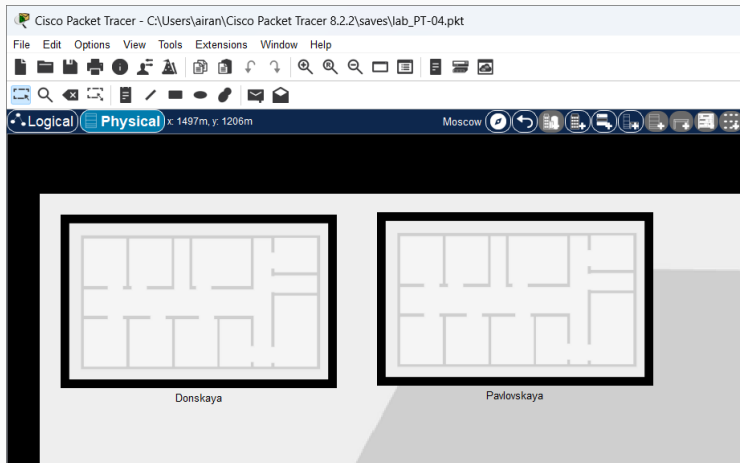 Cisco Packet Tracer - C:\Users\airan\Cisco Packet Tracer 8.2.2\saves\lab_PT-04.pkt
File Edit Options View Tools Extensions Window Help
Logical Physical x: 1497m, y: 1206m Moscow
Donskaya
Pavlovskaya